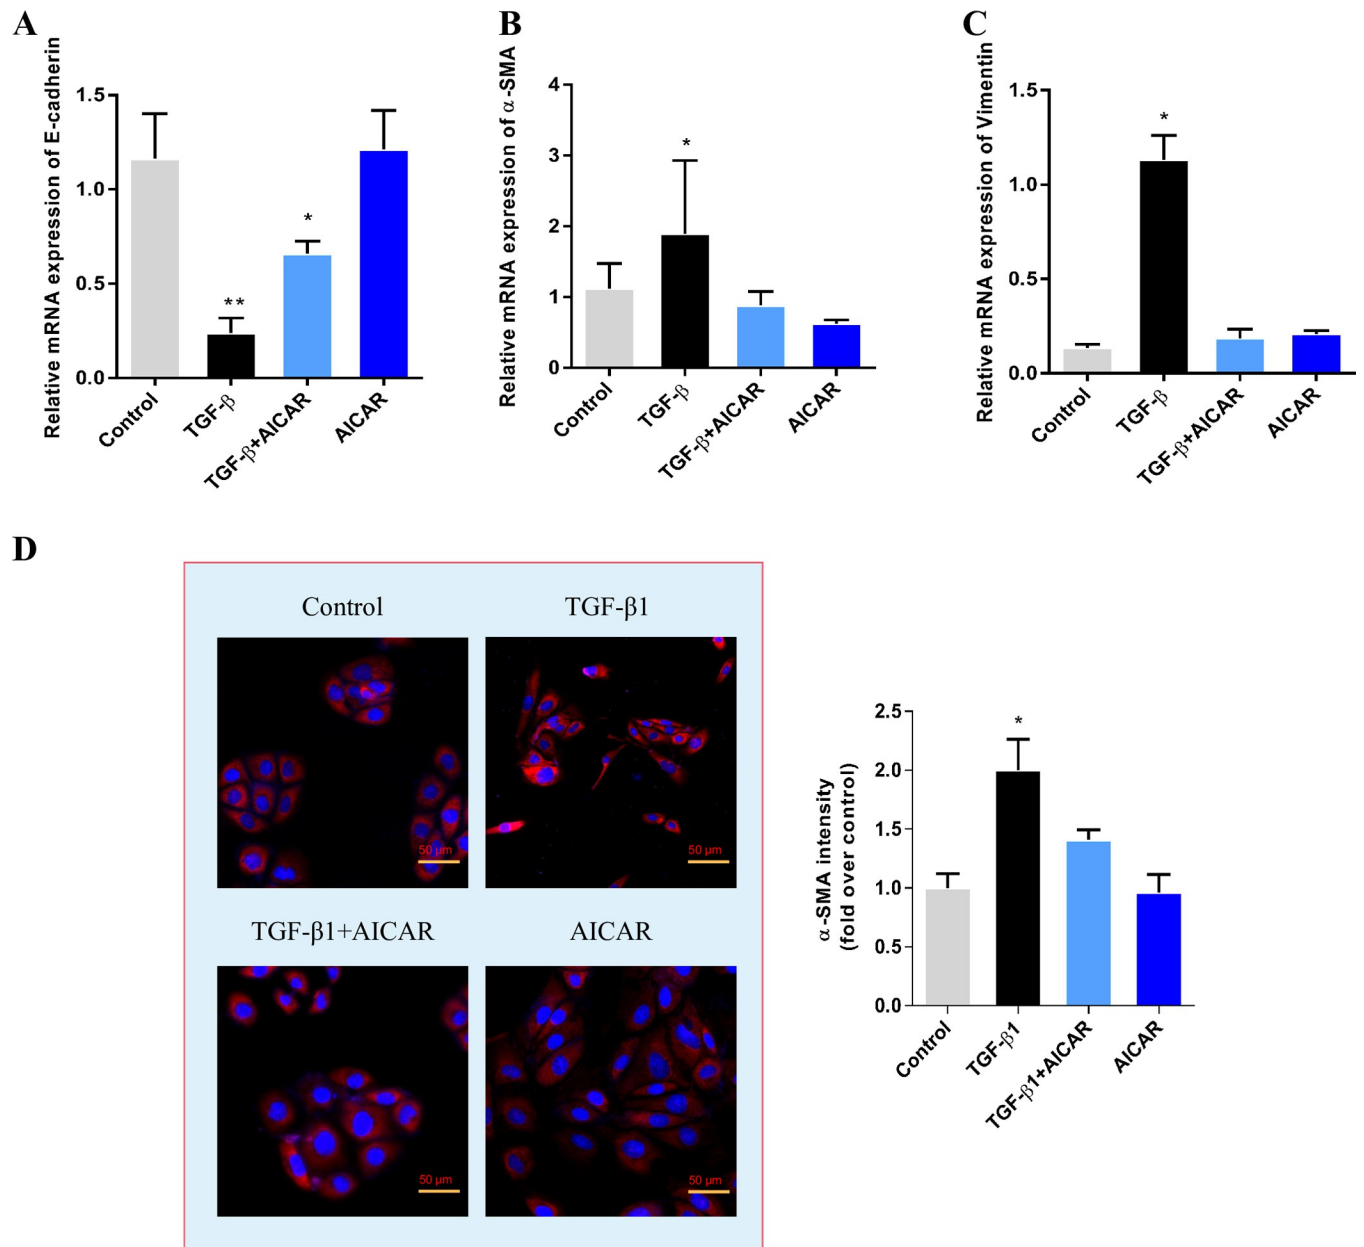 A
Relative mRNA expression of E-cadherin
1.5
1.0
0.5
0.0
**
*
Control
TGF-β
TGF-β+AICAR
AICAR
B
Relative mRNA expression of α-SMA
4
3
2
1
0
*
Control
TGF-β
TGF-β+AICAR
AICAR
C
Relative mRNA expression of Vimentin
1.5
1.0
0.5
0.0
*
Control
TGF-β
TGF-β+AICAR
AICAR
D
Control
TGF-β1
50 μm
50 μm
TGF-β1+AICAR
AICAR
50 μm
50 μm
α-SMA intensity
(fold over control)
2.5
2.0
1.5
1.0
0.5
0.0
*
Control
TGF-β1
TGF-β1+AICAR
AICAR